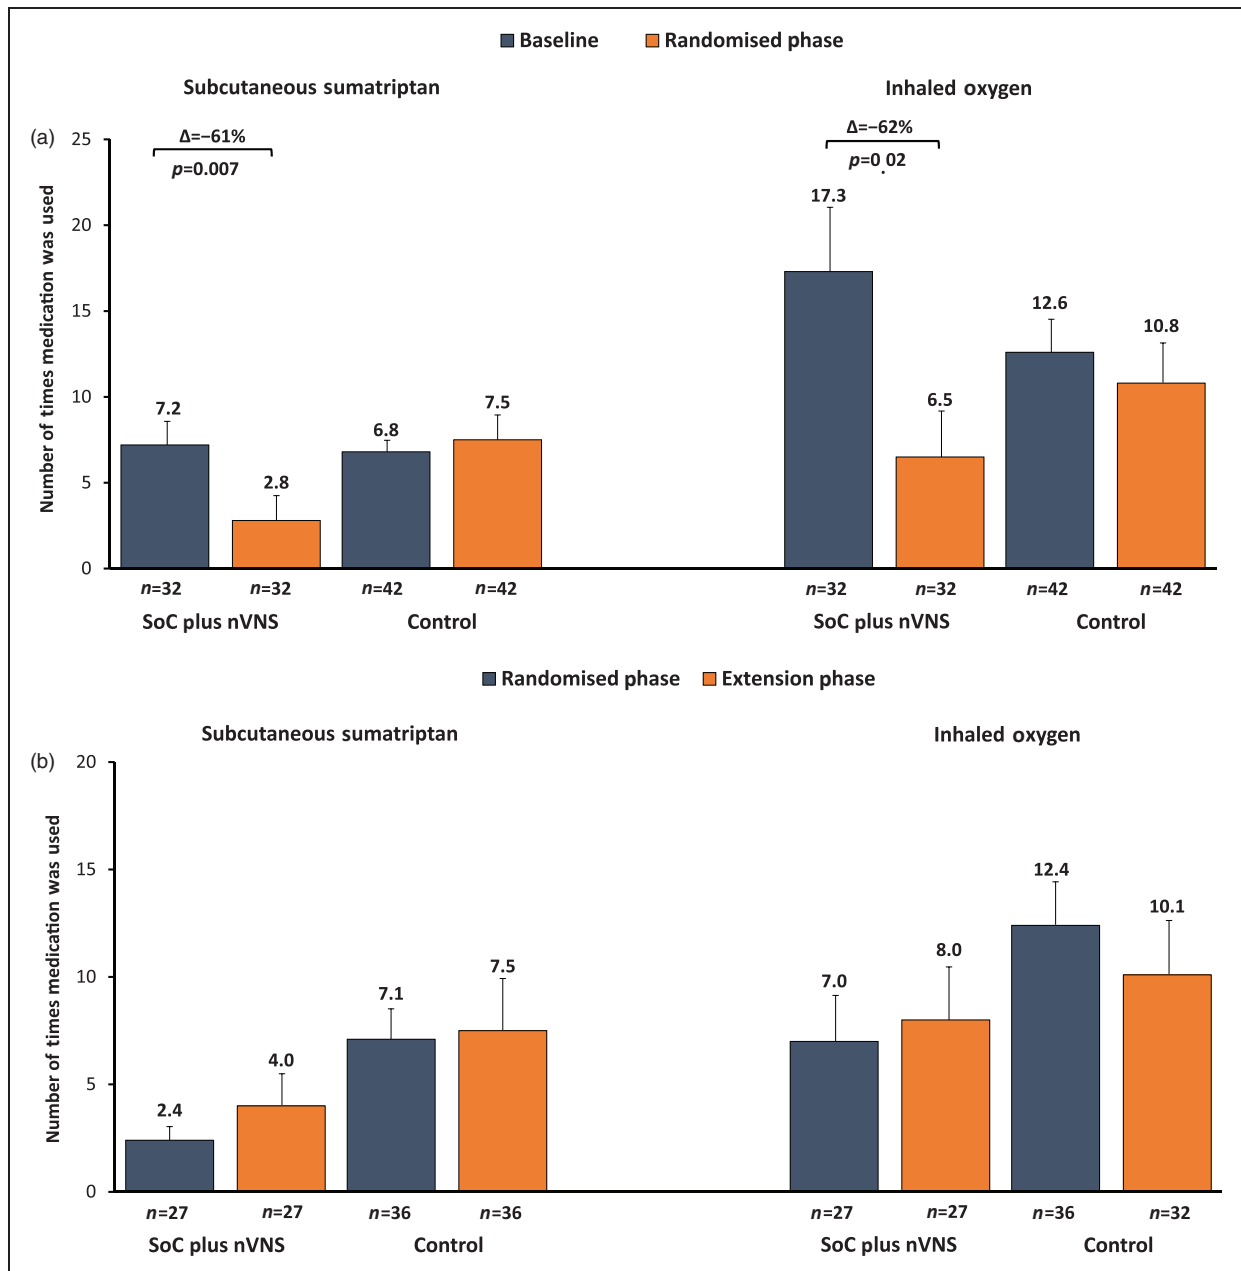 Baseline Randomised phase
Subcutaneous sumatriptan Inhaled oxygen
(a)
Number of times medication was used
25
20
15
10
5
0
Δ=−61%
p=0.007
Δ=−62%
p=0.02
7.2
2.8
6.8
7.5
17.3
6.5
12.6
10.8
n=32 n=32 n=42 n=42 n=32 n=32 n=42 n=42
SoC plus nVNS Control SoC plus nVNS Control
Randomised phase Extension phase
Subcutaneous sumatriptan Inhaled oxygen
(b)
Number of times medication was used
20
15
10
5
0
2.4
4.0
7.1
7.5
7.0
8.0
12.4
10.1
n=27 n=27 n=36 n=36 n=27 n=27 n=36 n=32
SoC plus nVNS Control SoC plus nVNS Control